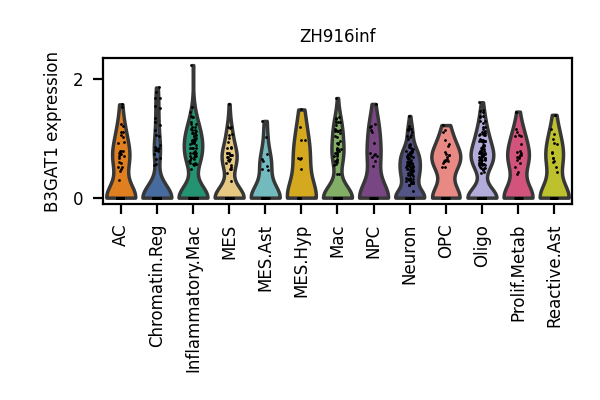 ZH916inf
B3GAT1 expression
2
0
AC
Chromatin.Reg
Inflammatory.Mac
MES
MES.Ast
MES.Hyp
Mac
NPC
Neuron
OPC
Oligo
Prolif.Metab
Reactive.Ast